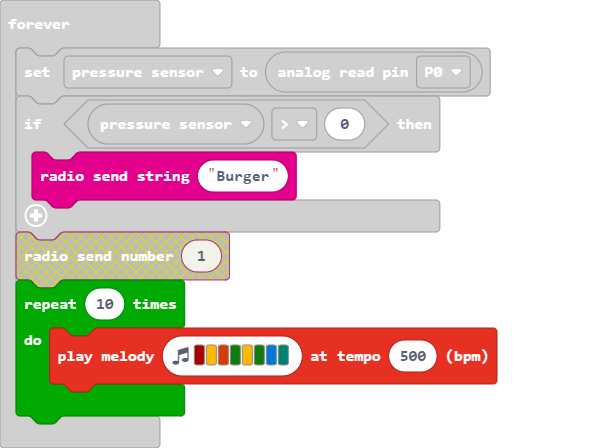 forever
set pressure sensor to analog read pin P0
if pressure sensor > 0 then
radio send string "Burger"
radio send number 1
repeat 10 times
do
play melody at tempo 500 (bpm)